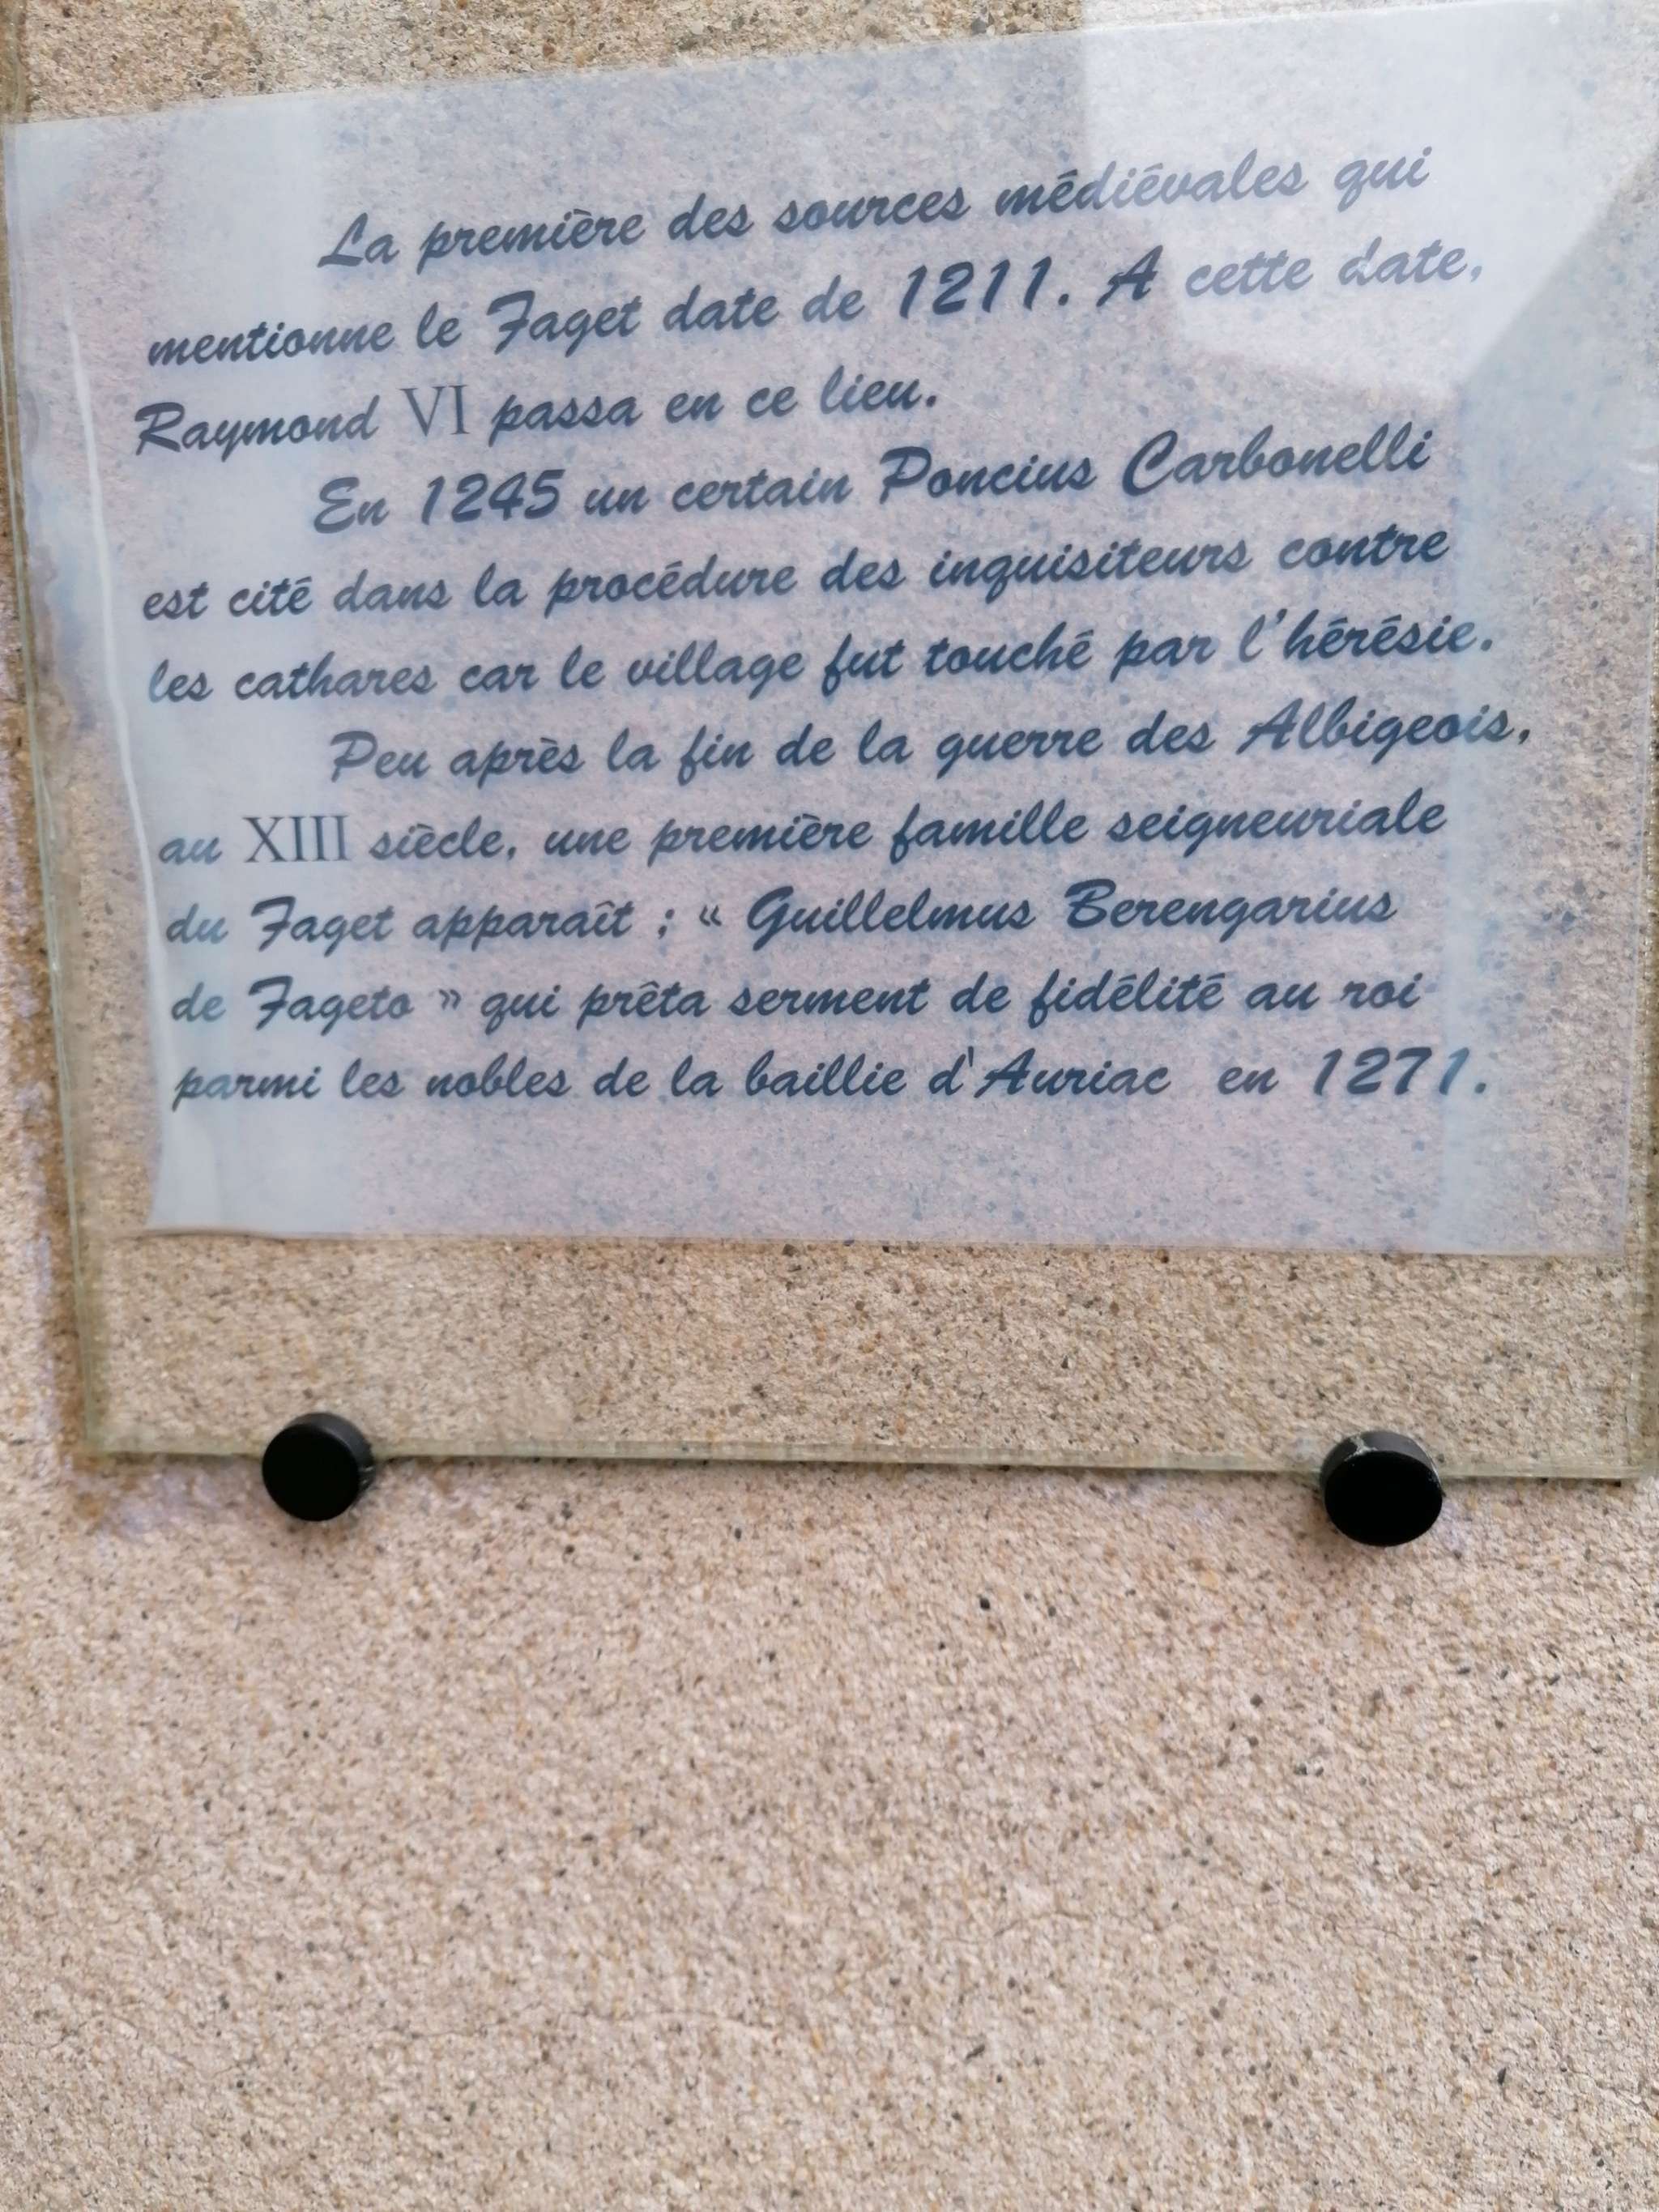 La première des sources médiévales qui
mentionne le Faget date de 1211. A cette date,
Raymond VI passa en ce lieu.
En 1245 un certain Poncius Carbonelli
est cité dans la procédure des inquisiteurs contre
les cathares car le village fut touché par l'hérésie.
Peu après la fin de la guerre des Albigeois,
au XIII siècle, une première famille seigneuriale
du Faget apparaît ; « Guillelmus Berengarius
de Fageto » qui prêta serment de fidélité au roi
parmi les nobles de la baillie d'Auriac en 1271.